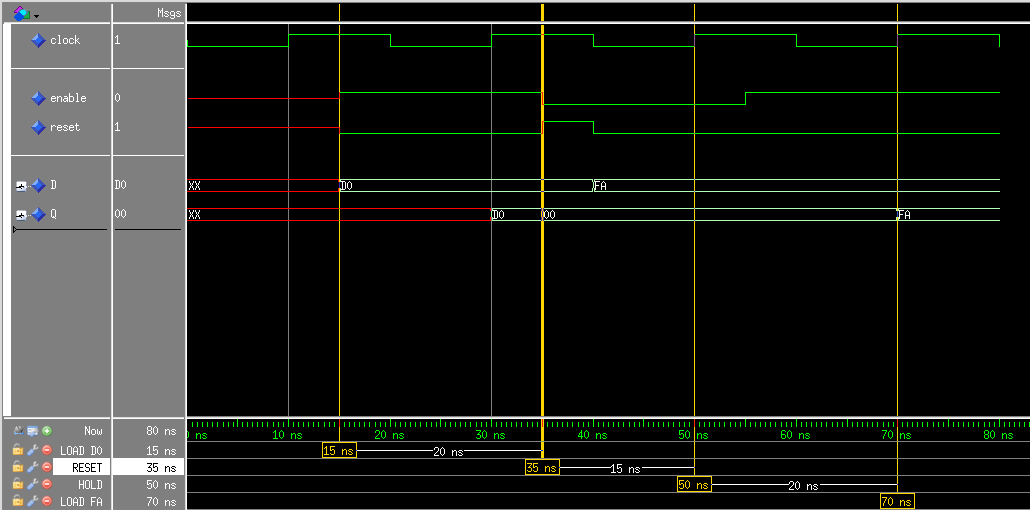 Msgs
clock 1
enable 0
reset 1
D D0 XX D0 FA
Q 00 XX D0 00 FA
Now 80 ns ns 10 ns 20 ns 30 ns 40 ns 50 ns 60 ns 70 ns 80 ns
LOAD D0 15 ns 15 ns 20 ns
RESET 35 ns 35 ns 15 ns
HOLD 50 ns 50 ns 20 ns
LOAD FA 70 ns 70 ns